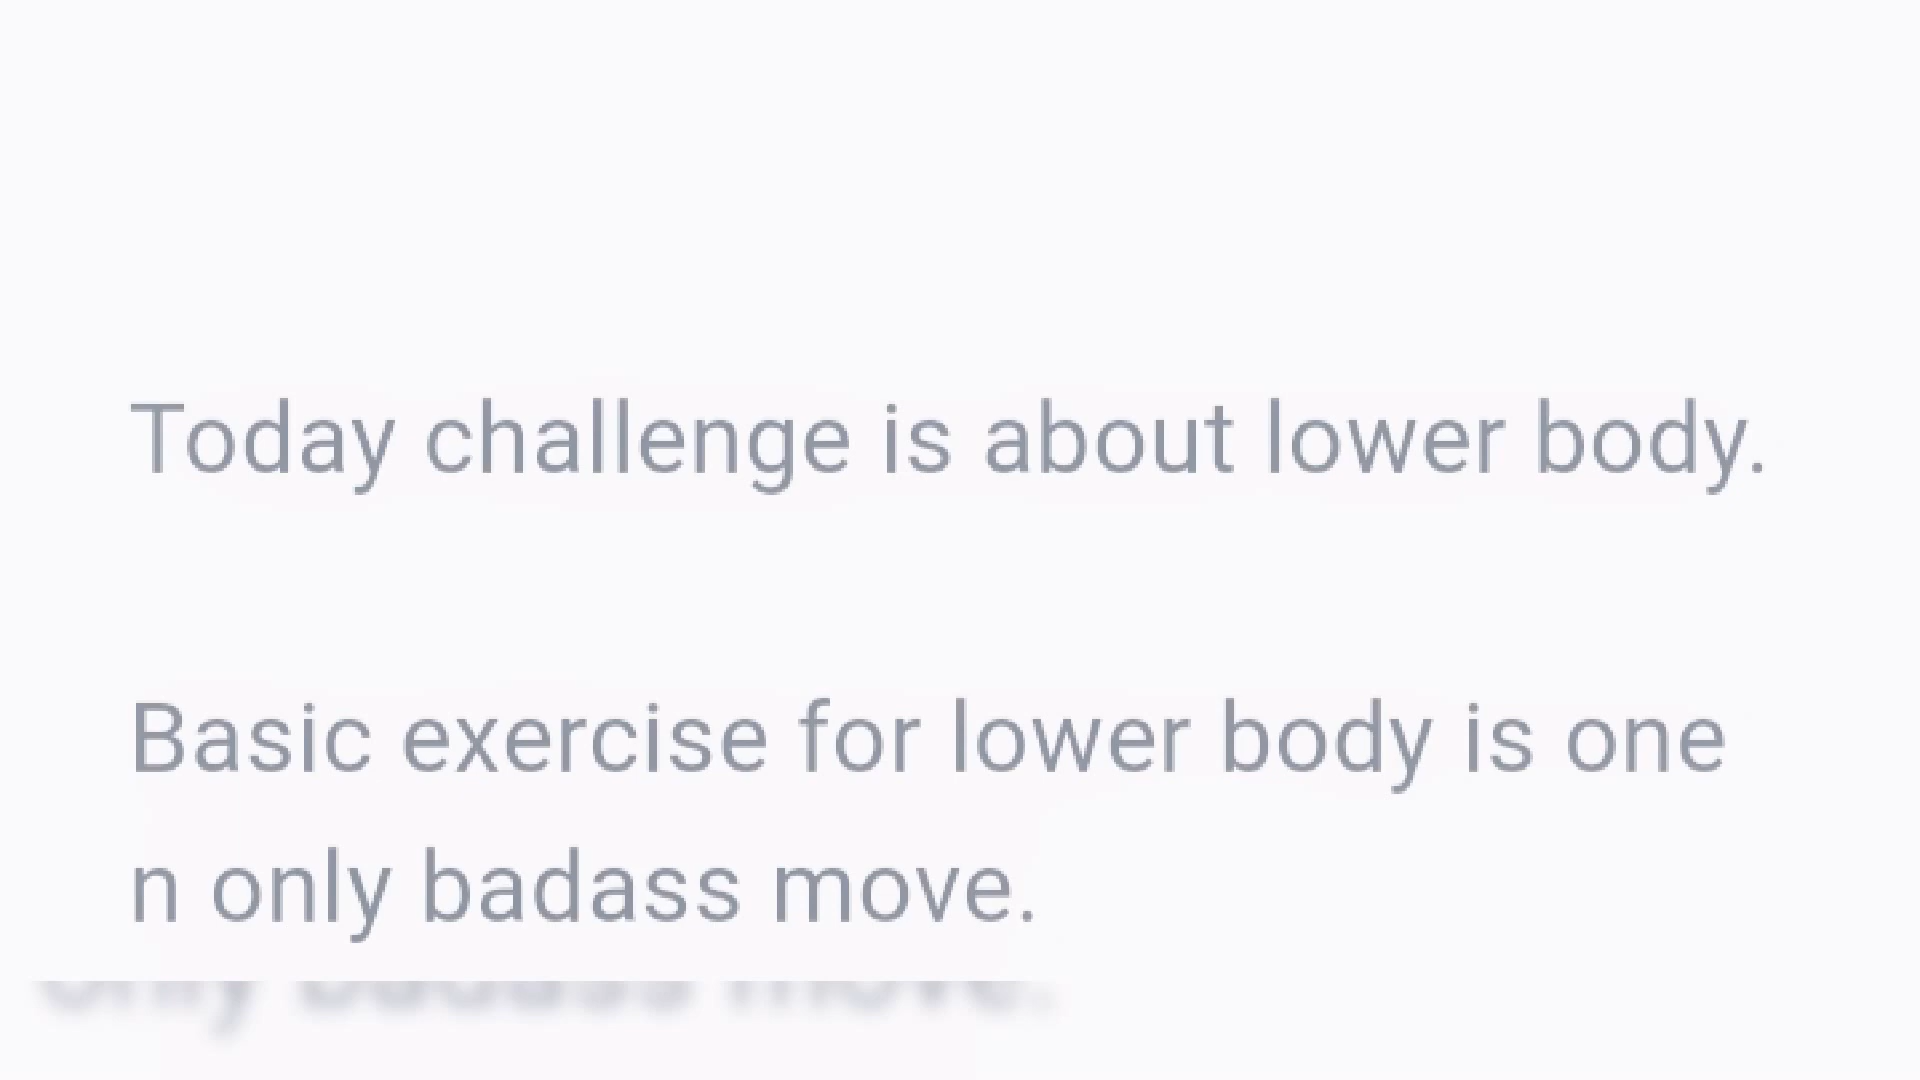 Today challenge is about lower body.
Basic exercise for lower body is one
n only badass move.